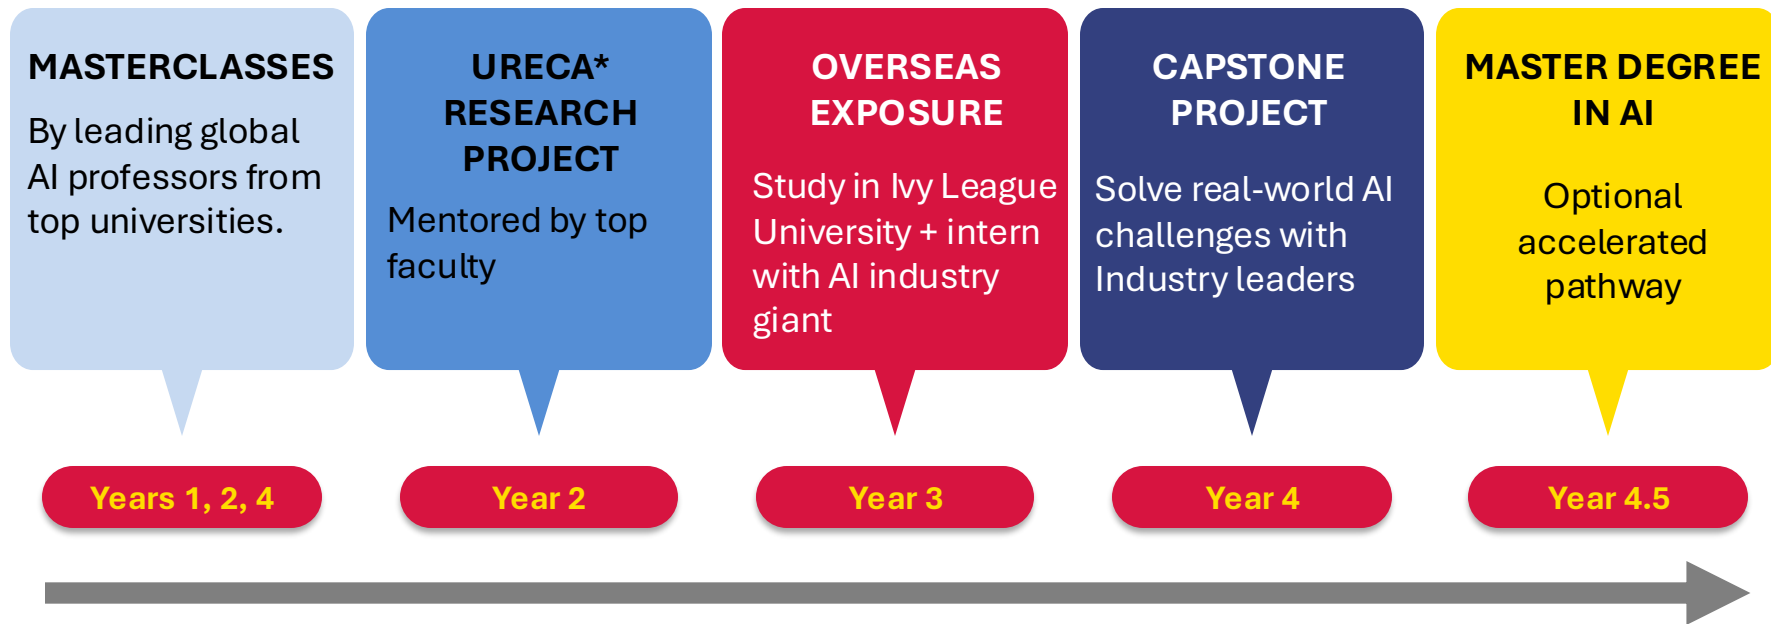 MASTERCLASSES
By leading global
AI professors from
top universities.
URECA*
RESEARCH
PROJECT
Mentored by top
faculty
OVERSEAS
EXPOSURE
Study in Ivy League
University + intern
with AI industry
giant
CAPSTONE
PROJECT
Solve real-world AI
challenges with
Industry leaders
MASTER DEGREE
IN AI
Optional
accelerated
pathway
Years 1, 2, 4
Year 2
Year 3
Year 4
Year 4.5